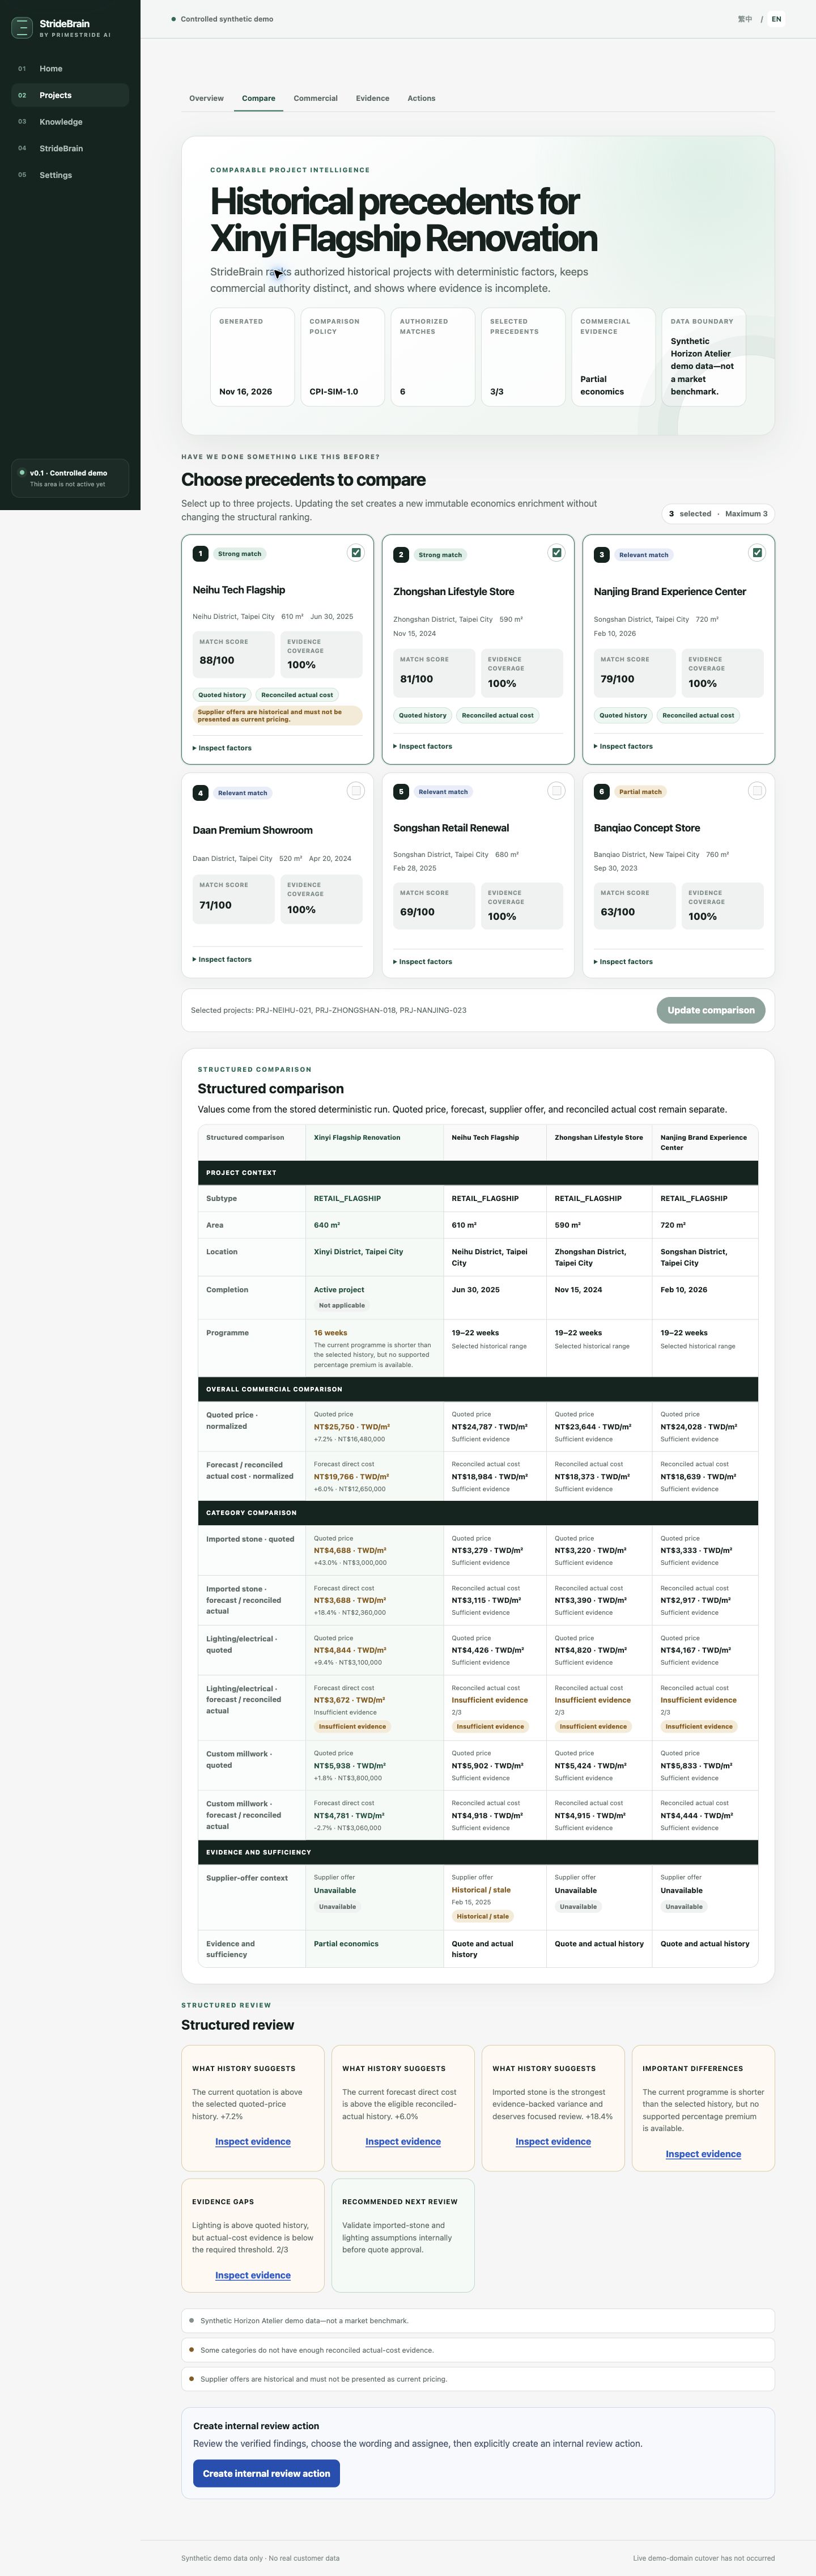 StrideBrain
BY PRIMESTRIDE AI
01 Home
02 Projects
03 Knowledge
04 StrideBrain
05 Settings
v0.1 · Controlled demo
This area is not active yet
Controlled synthetic demo
繁中 / EN
Overview Compare Commercial Evidence Actions
COMPARABLE PROJECT INTELLIGENCE
Historical precedents for
Xinyi Flagship Renovation
StrideBrain ranks authorized historical projects with deterministic factors, keeps
commercial authority distinct, and shows where evidence is incomplete.
GENERATED
Nov 16, 2026
COMPARISON
POLICY
CPI-SIM-1.0
AUTHORIZED
MATCHES
6
SELECTED
PRECEDENTS
3/3
COMMERCIAL
EVIDENCE
Partial
economics
DATA BOUNDARY
Synthetic
Horizon Atelier
demo data—not
a market
benchmark.
HAVE WE DONE SOMETHING LIKE THIS BEFORE?
Choose precedents to compare
Select up to three projects. Updating the set creates a new immutable economics enrichment without
changing the structural ranking.
3 selected · Maximum 3
1 Strong match
Neihu Tech Flagship
Neihu District, Taipei City 610 m² Jun 30, 2025
MATCH SCORE
88/100
EVIDENCE
COVERAGE
100%
Quoted history Reconciled actual cost
Supplier offers are historical and must not be
presented as current pricing.
▸ Inspect factors
2 Strong match
Zhongshan Lifestyle Store
Zhongshan District, Taipei City 590 m²
Nov 15, 2024
MATCH SCORE
81/100
EVIDENCE
COVERAGE
100%
Quoted history Reconciled actual cost
▸ Inspect factors
3 Relevant match
Nanjing Brand Experience Center
Songshan District, Taipei City 720 m²
Feb 10, 2026
MATCH SCORE
79/100
EVIDENCE
COVERAGE
100%
Quoted history Reconciled actual cost
▸ Inspect factors
4 Relevant match
Daan Premium Showroom
Daan District, Taipei City 520 m² Apr 20, 2024
MATCH SCORE
71/100
EVIDENCE
COVERAGE
100%
▸ Inspect factors
5 Relevant match
Songshan Retail Renewal
Songshan District, Taipei City 680 m²
Feb 28, 2025
MATCH SCORE
69/100
EVIDENCE
COVERAGE
100%
▸ Inspect factors
6 Partial match
Banqiao Concept Store
Banqiao District, New Taipei City 760 m²
Sep 30, 2023
MATCH SCORE
63/100
EVIDENCE
COVERAGE
100%
▸ Inspect factors
Selected projects: PRJ-NEIHU-021, PRJ-ZHONGSHAN-018, PRJ-NANJING-023
Update comparison
STRUCTURED COMPARISON
Structured comparison
Values come from the stored deterministic run. Quoted price, forecast, supplier offer, and reconciled actual cost remain separate.
Structured comparison Xinyi Flagship Renovation Neihu Tech Flagship Zhongshan Lifestyle Store Nanjing Brand Experience
Center
PROJECT CONTEXT
Subtype RETAIL_FLAGSHIP RETAIL_FLAGSHIP RETAIL_FLAGSHIP RETAIL_FLAGSHIP
Area 640 m² 610 m² 590 m² 720 m²
Location Xinyi District, Taipei City Neihu District, Taipei Zhongshan District, Songshan District,
City Taipei City Taipei City
Completion Active project Jun 30, 2025 Nov 15, 2024 Feb 10, 2026
Not applicable
Programme 16 weeks 19–22 weeks 19–22 weeks 19–22 weeks
The current programme is shorter than Selected historical range Selected historical range Selected historical range
the selected history, but no supported
percentage premium is available.
OVERALL COMMERCIAL COMPARISON
Quoted price · Quoted price Quoted price Quoted price Quoted price
normalized NT$25,750 · TWD/m² NT$24,787 · TWD/m² NT$23,644 · TWD/m² NT$24,028 · TWD/m²
+7.2% · NT$16,480,000 Sufficient evidence Sufficient evidence Sufficient evidence
Forecast / reconciled Forecast direct cost Reconciled actual cost Reconciled actual cost Reconciled actual cost
actual cost · normalized NT$19,766 · TWD/m² NT$18,984 · TWD/m² NT$18,373 · TWD/m² NT$18,639 · TWD/m²
+6.0% · NT$12,650,000 Sufficient evidence Sufficient evidence Sufficient evidence
CATEGORY COMPARISON
Imported stone · quoted Quoted price Quoted price Quoted price Quoted price
NT$4,688 · TWD/m² NT$3,279 · TWD/m² NT$3,220 · TWD/m² NT$3,333 · TWD/m²
+43.0% · NT$3,000,000 Sufficient evidence Sufficient evidence Sufficient evidence
Imported stone · Forecast direct cost Reconciled actual cost Reconciled actual cost Reconciled actual cost
forecast / reconciled NT$3,688 · TWD/m² NT$3,115 · TWD/m² NT$3,390 · TWD/m² NT$2,917 · TWD/m²
actual +18.4% · NT$2,360,000 Sufficient evidence Sufficient evidence Sufficient evidence
Lighting/electrical · Quoted price Quoted price Quoted price Quoted price
quoted NT$4,844 · TWD/m² NT$4,426 · TWD/m² NT$4,820 · TWD/m² NT$4,167 · TWD/m²
+9.4% · NT$3,100,000 Sufficient evidence Sufficient evidence Sufficient evidence
Lighting/electrical · Forecast direct cost Reconciled actual cost Reconciled actual cost Reconciled actual cost
forecast / reconciled NT$3,672 · TWD/m² Insufficient evidence Insufficient evidence Insufficient evidence
actual Insufficient evidence 2/3 2/3 2/3
Insufficient evidence Insufficient evidence Insufficient evidence Insufficient evidence
Custom millwork · Quoted price Quoted price Quoted price Quoted price
quoted NT$5,938 · TWD/m² NT$5,902 · TWD/m² NT$5,424 · TWD/m² NT$5,833 · TWD/m²
+1.8% · NT$3,800,000 Sufficient evidence Sufficient evidence Sufficient evidence
Custom millwork · Forecast direct cost Reconciled actual cost Reconciled actual cost Reconciled actual cost
forecast / reconciled NT$4,781 · TWD/m² NT$4,918 · TWD/m² NT$4,915 · TWD/m² NT$4,444 · TWD/m²
actual -2.7% · NT$3,060,000 Sufficient evidence Sufficient evidence Sufficient evidence
EVIDENCE AND SUFFICIENCY
Supplier-offer context Supplier offer Supplier offer Supplier offer Supplier offer
Unavailable Historical / stale Unavailable Unavailable
Unavailable Feb 15, 2025 Unavailable Unavailable
Historical / stale
Evidence and Partial economics Quote and actual Quote and actual history Quote and actual history
sufficiency history
STRUCTURED REVIEW
Structured review
WHAT HISTORY SUGGESTS
The current quotation is above
the selected quoted-price
history. +7.2%
Inspect evidence
WHAT HISTORY SUGGESTS
The current forecast direct cost
is above the eligible reconciled-
actual history. +6.0%
Inspect evidence
WHAT HISTORY SUGGESTS
Imported stone is the strongest
evidence-backed variance and
deserves focused review. +18.4%
Inspect evidence
IMPORTANT DIFFERENCES
The current programme is shorter
than the selected history, but no
supported percentage premium
is available.
Inspect evidence
EVIDENCE GAPS
Lighting is above quoted history,
but actual-cost evidence is below
the required threshold. 2/3
Inspect evidence
RECOMMENDED NEXT REVIEW
Validate imported-stone and
lighting assumptions internally
before quote approval.
Synthetic Horizon Atelier demo data—not a market benchmark.
Some categories do not have enough reconciled actual-cost evidence.
Supplier offers are historical and must not be presented as current pricing.
Create internal review action
Review the verified findings, choose the wording and assignee, then explicitly create an internal review action.
Create internal review action
Synthetic demo data only · No real customer data
Live demo-domain cutover has not occurred